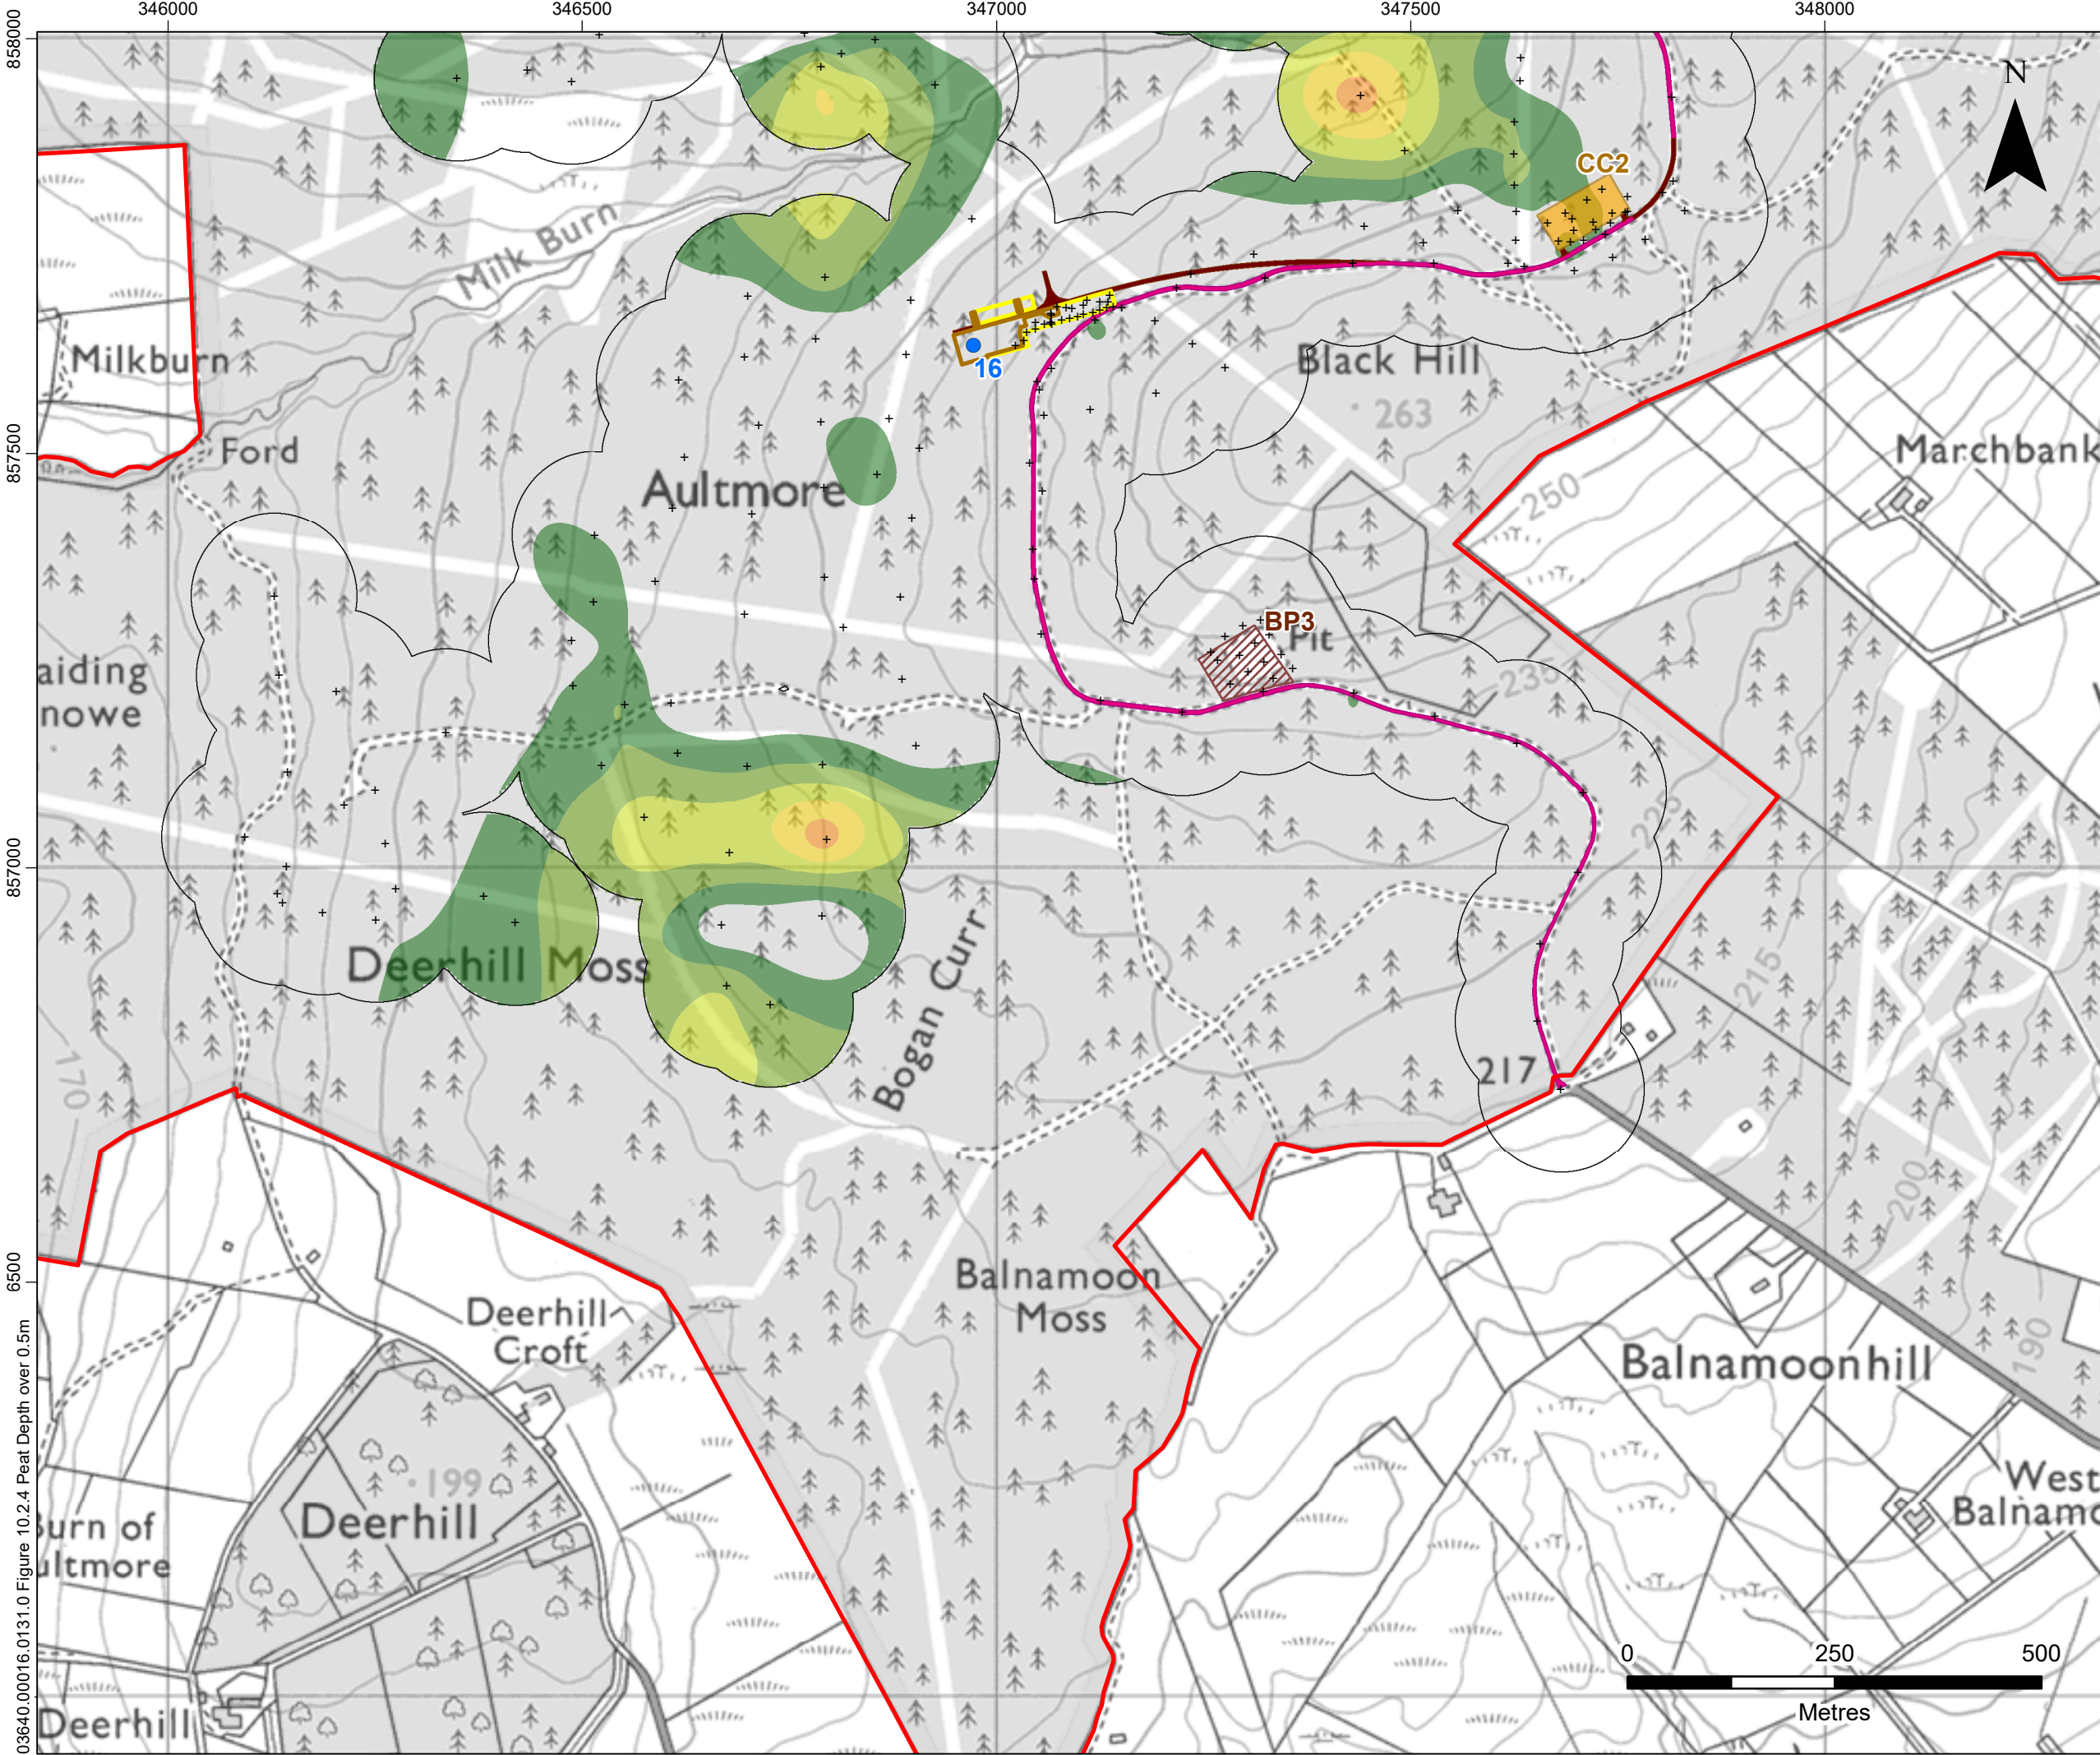 346000
346500
347000
347500
348000
858000
N
CC2
Milk Burn
16
Milkburn
Black Hill
263
Ford
857500
Aultmore
Marchbank
250
BP3
Pit
235
aiding
nowe
225
857000
Deerhill Moss
Bogan Curr
215
170
217
200
6500
Balnamoon
Moss
Deerhill
Croft
190
Balnamoonhill
199
Deerhill
West
Balnamo
Burn of
ultmore
0 250 500
Metres
Deerhill
03640.00016.0131.0 Figure 10.2.4 Peat Depth over 0.5m